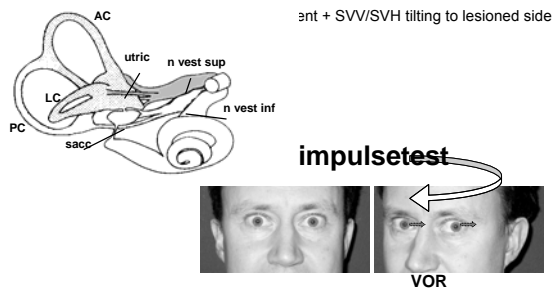 AC
ent + SVV/SVH tilting to lesioned side
utric
n vest sup
LC
n vest inf
PC
sacc
impulsetest
VOR